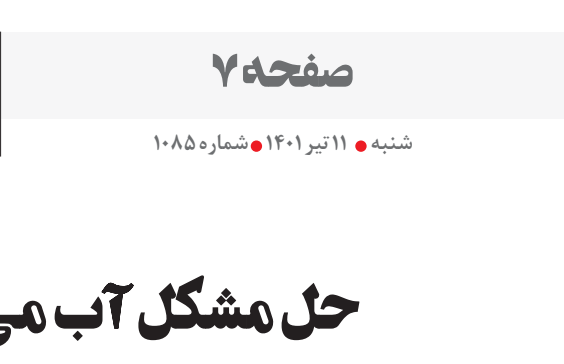 صفحه ۷
شنبه ● ۱۱ تیر ۱۴۰۱ ● شماره ۱۰۸۵
حل مشکل آب